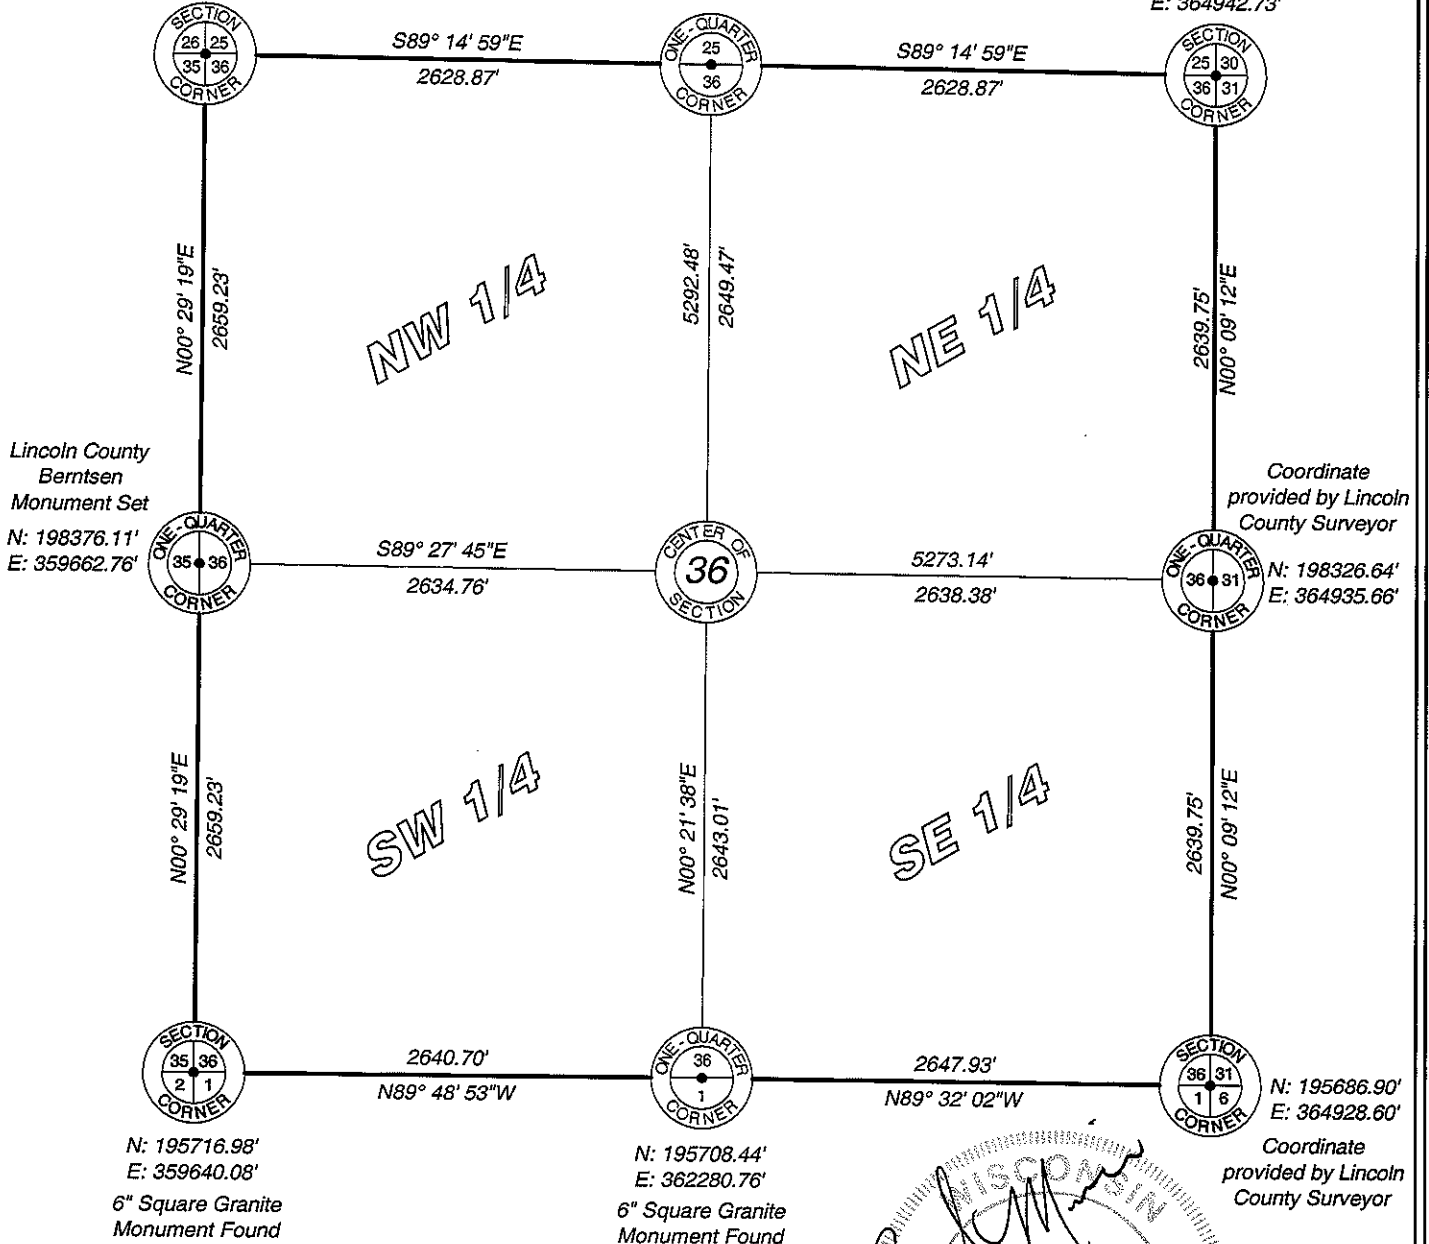 E: 364942.73'
SECTION
26 25
35 36
CORNER
S89° 14' 59"E
2628.87'
ONE-QUARTER
25
36
CORNER
S89° 14' 59"E
2628.87'
SECTION
25 30
36 31
CORNER
N00° 29' 19"E
2659.23'
NW 1/4
5292.48'
2649.47'
NE 1/4
2639.75'
N00° 09' 12"E
Lincoln County
Berntsen
Monument Set
N: 198376.11'
E: 359662.76'
ONE-QUARTER
35 36
CORNER
S89° 27' 45"E
2634.76'
CENTER OF
36
SECTION
5273.14'
2638.38'
ONE-QUARTER
36 31
CORNER
Coordinate
provided by Lincoln
County Surveyor
N: 198326.64'
E: 364935.66'
N00° 29' 19"E
2659.23'
SW 1/4
N00° 21' 38"E
2643.01'
SE 1/4
2639.75'
N00° 09' 12"E
SECTION
35 36
2 1
CORNER
2640.70'
N89° 48' 53"W
ONE-QUARTER
36
1
CORNER
2647.93'
N89° 32' 02"W
SECTION
36 31
1 6
CORNER
N: 195686.90'
E: 364928.60'
Coordinate
provided by Lincoln
County Surveyor
N: 195716.98'
E: 359640.08'
6" Square Granite
Monument Found
N: 195708.44'
E: 362280.76'
6" Square Granite
Monument Found
WISCONSIN